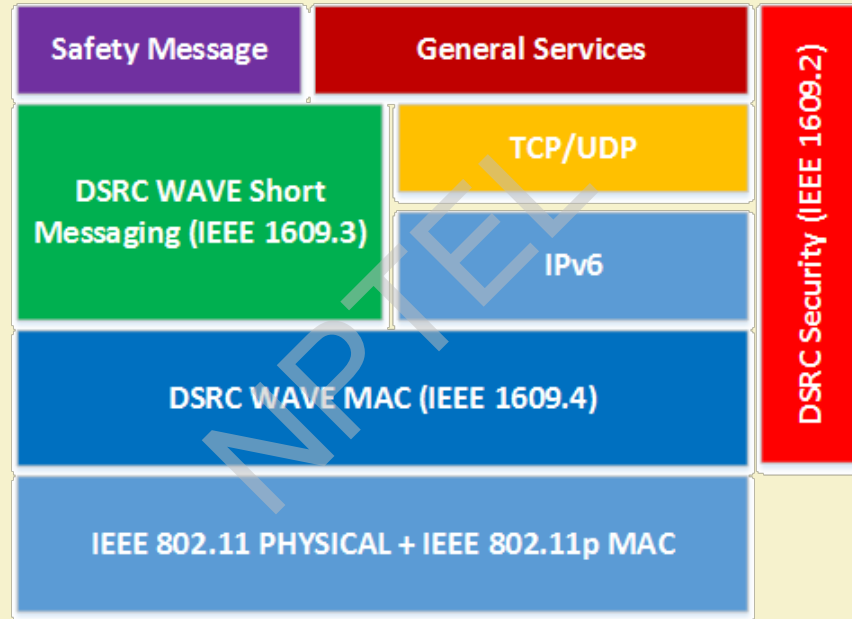 Safety Message
General Services
DSRC WAVE Short
Messaging (IEEE 1609.3)
TCP/UDP
IPv6
DSRC WAVE MAC (IEEE 1609.4)
IEEE 802.11 PHYSICAL + IEEE 802.11p MAC
DSRC Security (IEEE 1609.2)
NPTEL